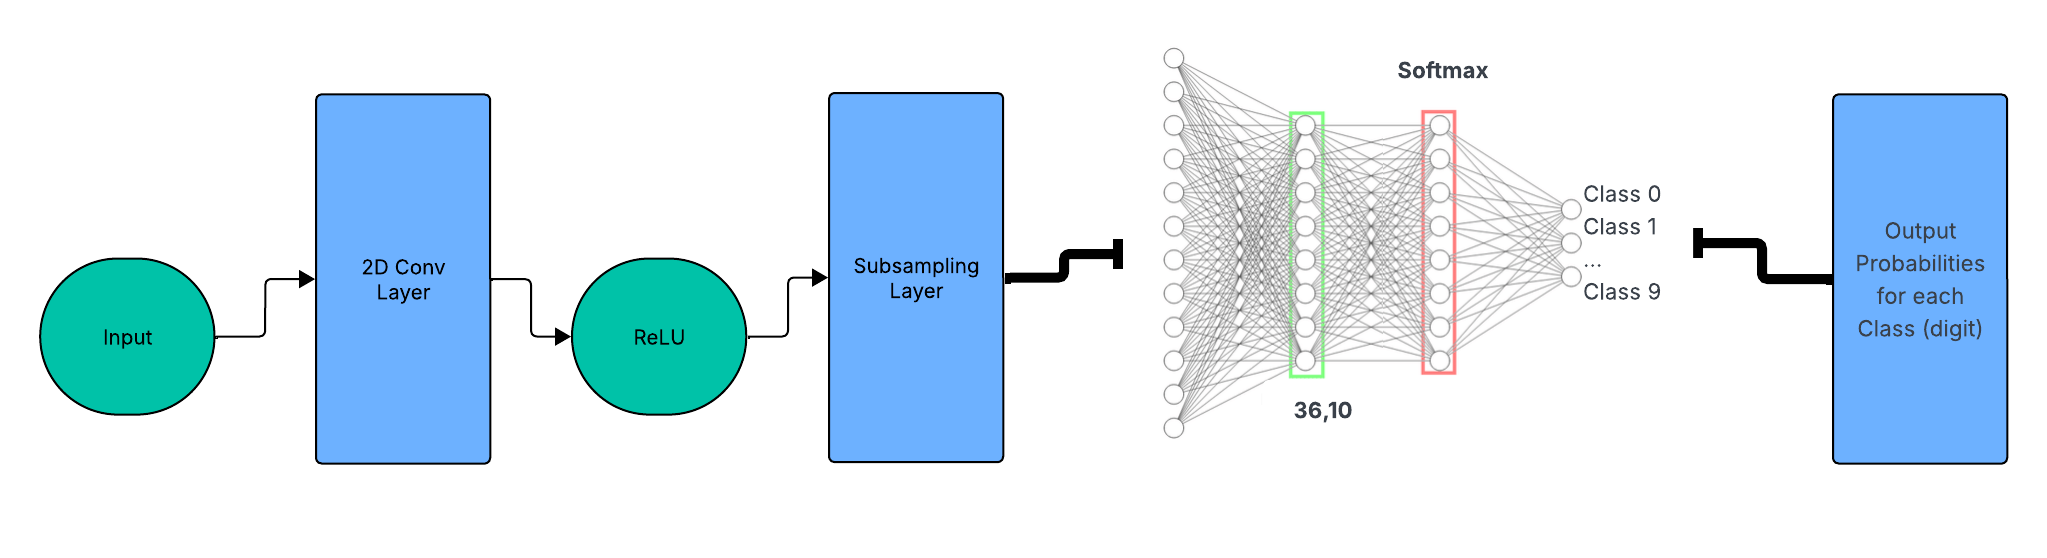 Input
2D Conv
Layer
ReLU
Subsampling
Layer
36,10
Softmax
Class 0
Class 1
...
Class 9
Output
Probabilities
for each
Class (digit)